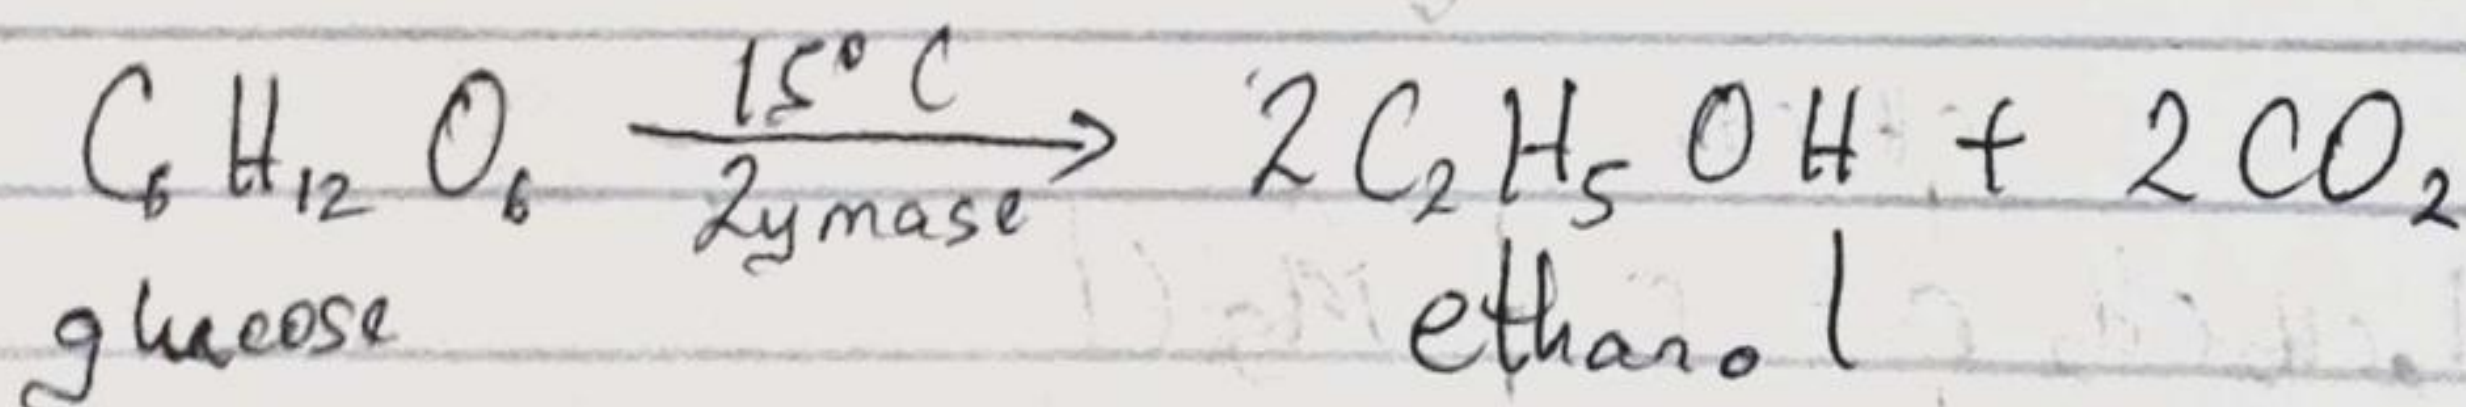 C₆H₁₂O₆ ⟶ 2C₂H₅OH + 2CO₂
15°C
Zymase
glucose ethanol